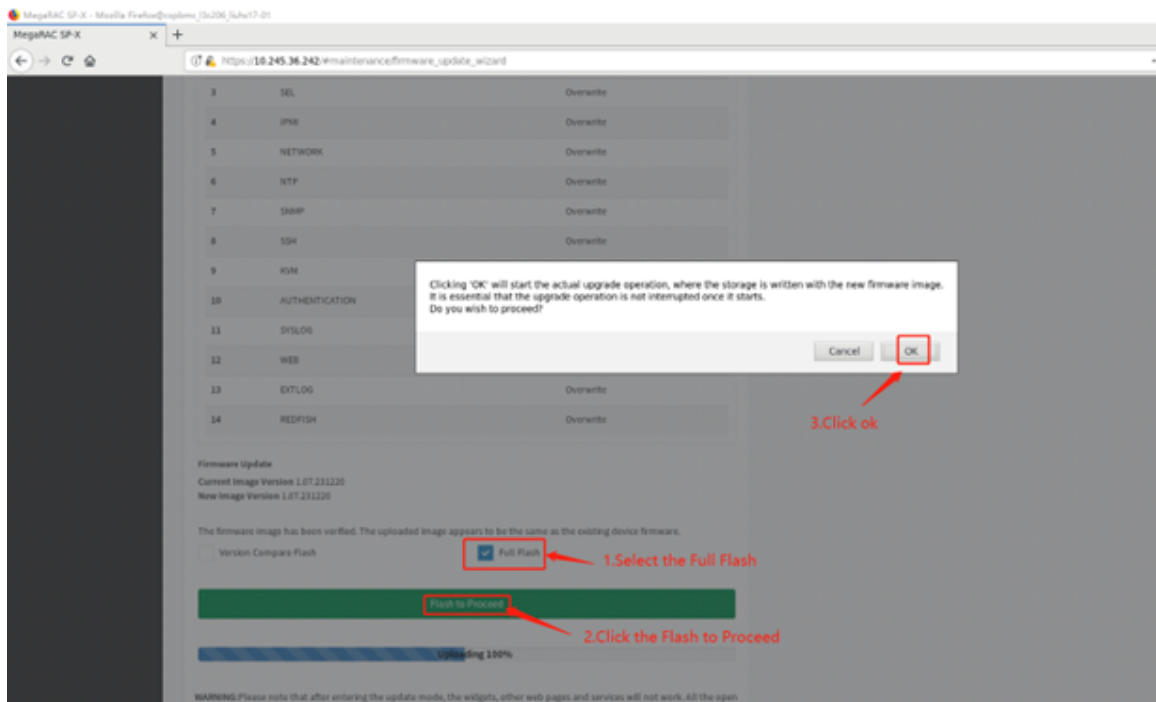 MegaRAC SP-X - Mozilla Firefox
MegaRAC SP-X × +
https://10.245.36.242/#maintenance/firmware_update_wizard
3 SEL Overwrite
4 IPMI Overwrite
5 NETWORK Overwrite
6 NTP Overwrite
7 SNMP Overwrite
8 SSH Overwrite
9 KVM
10 AUTHENTICATION
11 SYSLOG
12 WEB
13 EXTLOG Overwrite
14 REDFISH Overwrite
Clicking 'OK' will start the actual upgrade operation, where the storage is written with the new firmware image.
It is essential that the upgrade operation is not interrupted once it starts.
Do you wish to proceed?
Cancel OK
3.Click ok
Firmware Update
Current Image Version 1.07.231220
New Image Version 1.07.231220
The firmware image has been verified. The uploaded image appears to be the same as the existing device firmware.
Version Compare Flash Full Flash
1.Select the Full Flash
Flash to Proceed
2.Click the Flash to Proceed
Uploading 100%
WARNING:Please note that after entering the update mode, the widgets, other web pages and services will not work. All the open